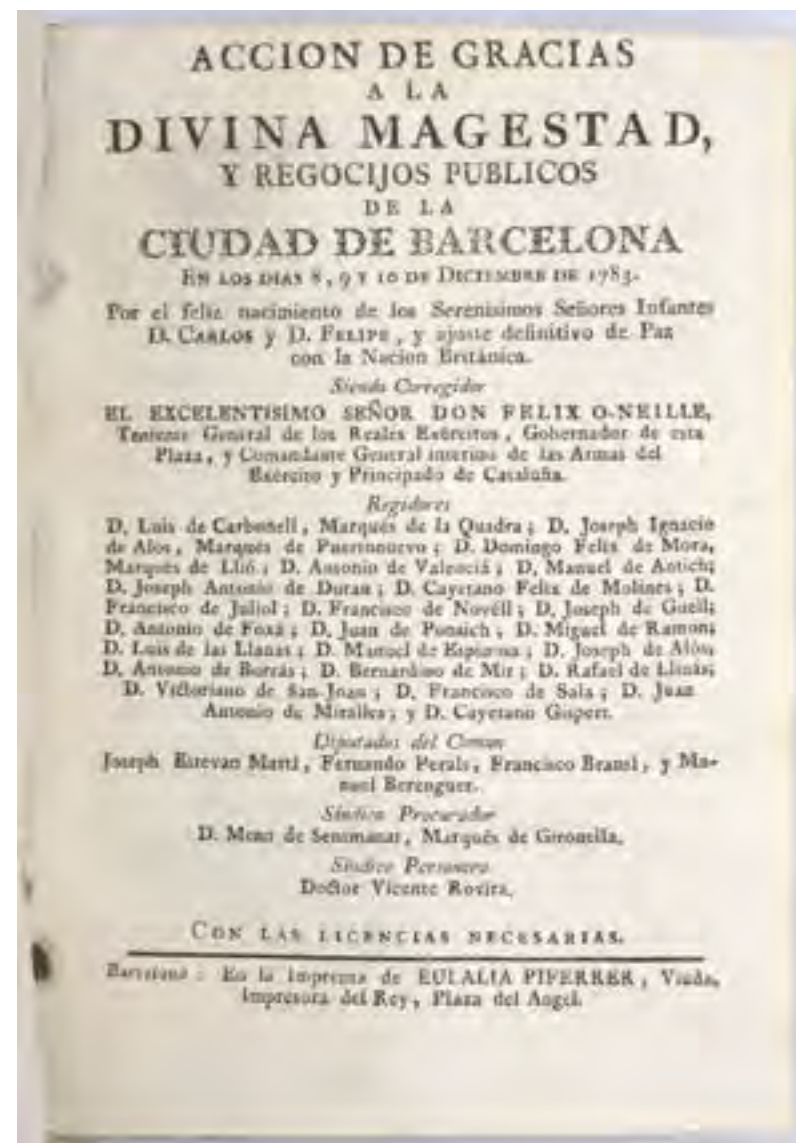 ACCION DE GRACIAS
A LA
DIVINA MAGESTAD,
Y REGOCIJOS PUBLICOS
DE LA
CIUDAD DE BARCELONA
EN LOS DIAS 8, 9 Y 10 DE DICIEMBRE DE 1783.
Por el feliz nacimiento de los Serenisimos Señores Infantes
D. CARLOS y D. FELIPE, y ajuste definitivo de Paz
con la Nacion Británica.
Siendo Corregidor
EL EXCELENTISIMO SEÑOR DON FELIX O-NEILLE,
Teniente General de los Reales Exércitos, Gobernador de esta
Plaza, y Comandante General interino de las Armas del
Exército y Principado de Cataluña.
Regidores
D. Luis de Carbonell, Marqués de la Quadra; D. Joseph Ignacio
de Alós, Marqués de Puertonuevo; D. Domingo Felix de Mora,
Marqués de Llió; D. Antonio de Valenciá; D. Manuel de Antich;
D. Joseph Antonio de Duran; D. Cayetano Felix de Molines; D.
Francisco de Juliol; D. Francisco de Novéll; D. Joseph de Guell;
D. Antonio de Foxá; D. Juan de Ponsich; D. Miguel de Ramon;
D. Luis de las Llanas; D. Manuel de D. Joseph de Alós;
D. Antonio de Borrás; D. Bernardino de Mir; D. Rafael de Llinás;
D. Victoriano de San-Joan; D. Francisco de Sala; D. Juan
Antonio de Miralles; y D. Cayetano Gispert.
Diputados del Comun
Joseph Estevan Martí, Fernando Perals, Francisco y Ma-
nuel Berenguer.
Síndico Procurador
D. de Senmanat, Marqués de Gironella.
Síndico Personero
Doctor Vicente Rovira.
CON LAS LICENCIAS NECESARIAS.
Barcelona: En la Imprenta de EULALIA PIFERRER, Viuda,
Impresora del Rey, Plaza del Angel.